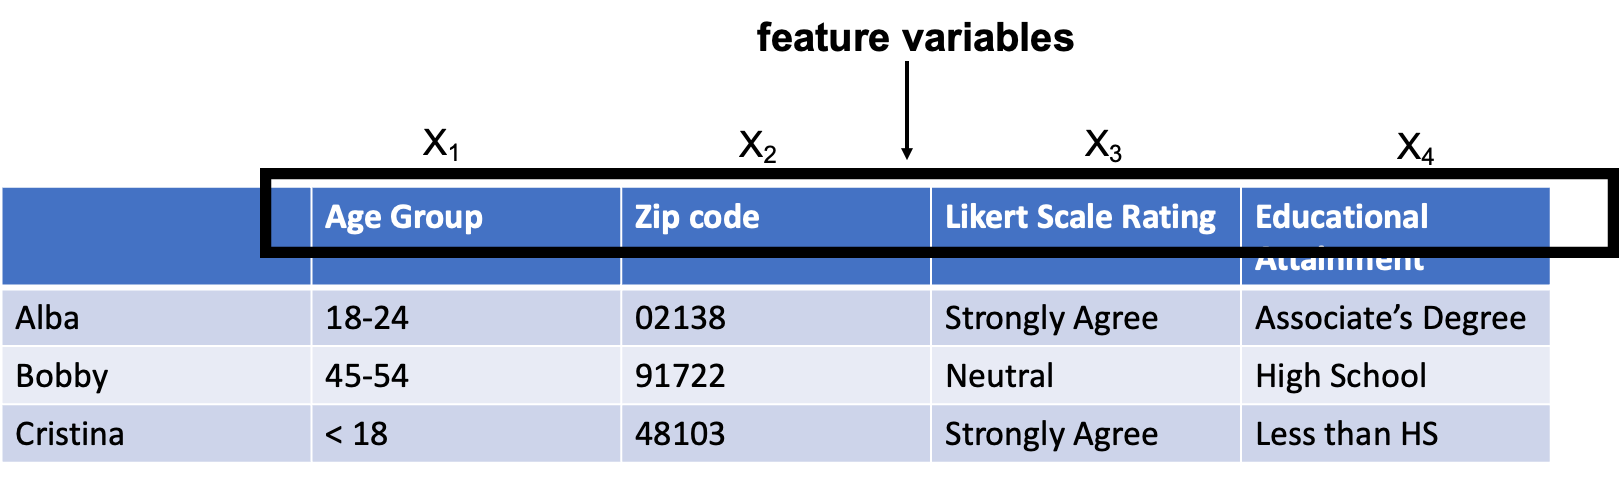 feature variables
X₁ X₂ X₃ X₄
Age Group Zip code Likert Scale Rating Educational
Attainment
Alba 18-24 02138 Strongly Agree Associate’s Degree
Bobby 45-54 91722 Neutral High School
Cristina < 18 48103 Strongly Agree Less than HS